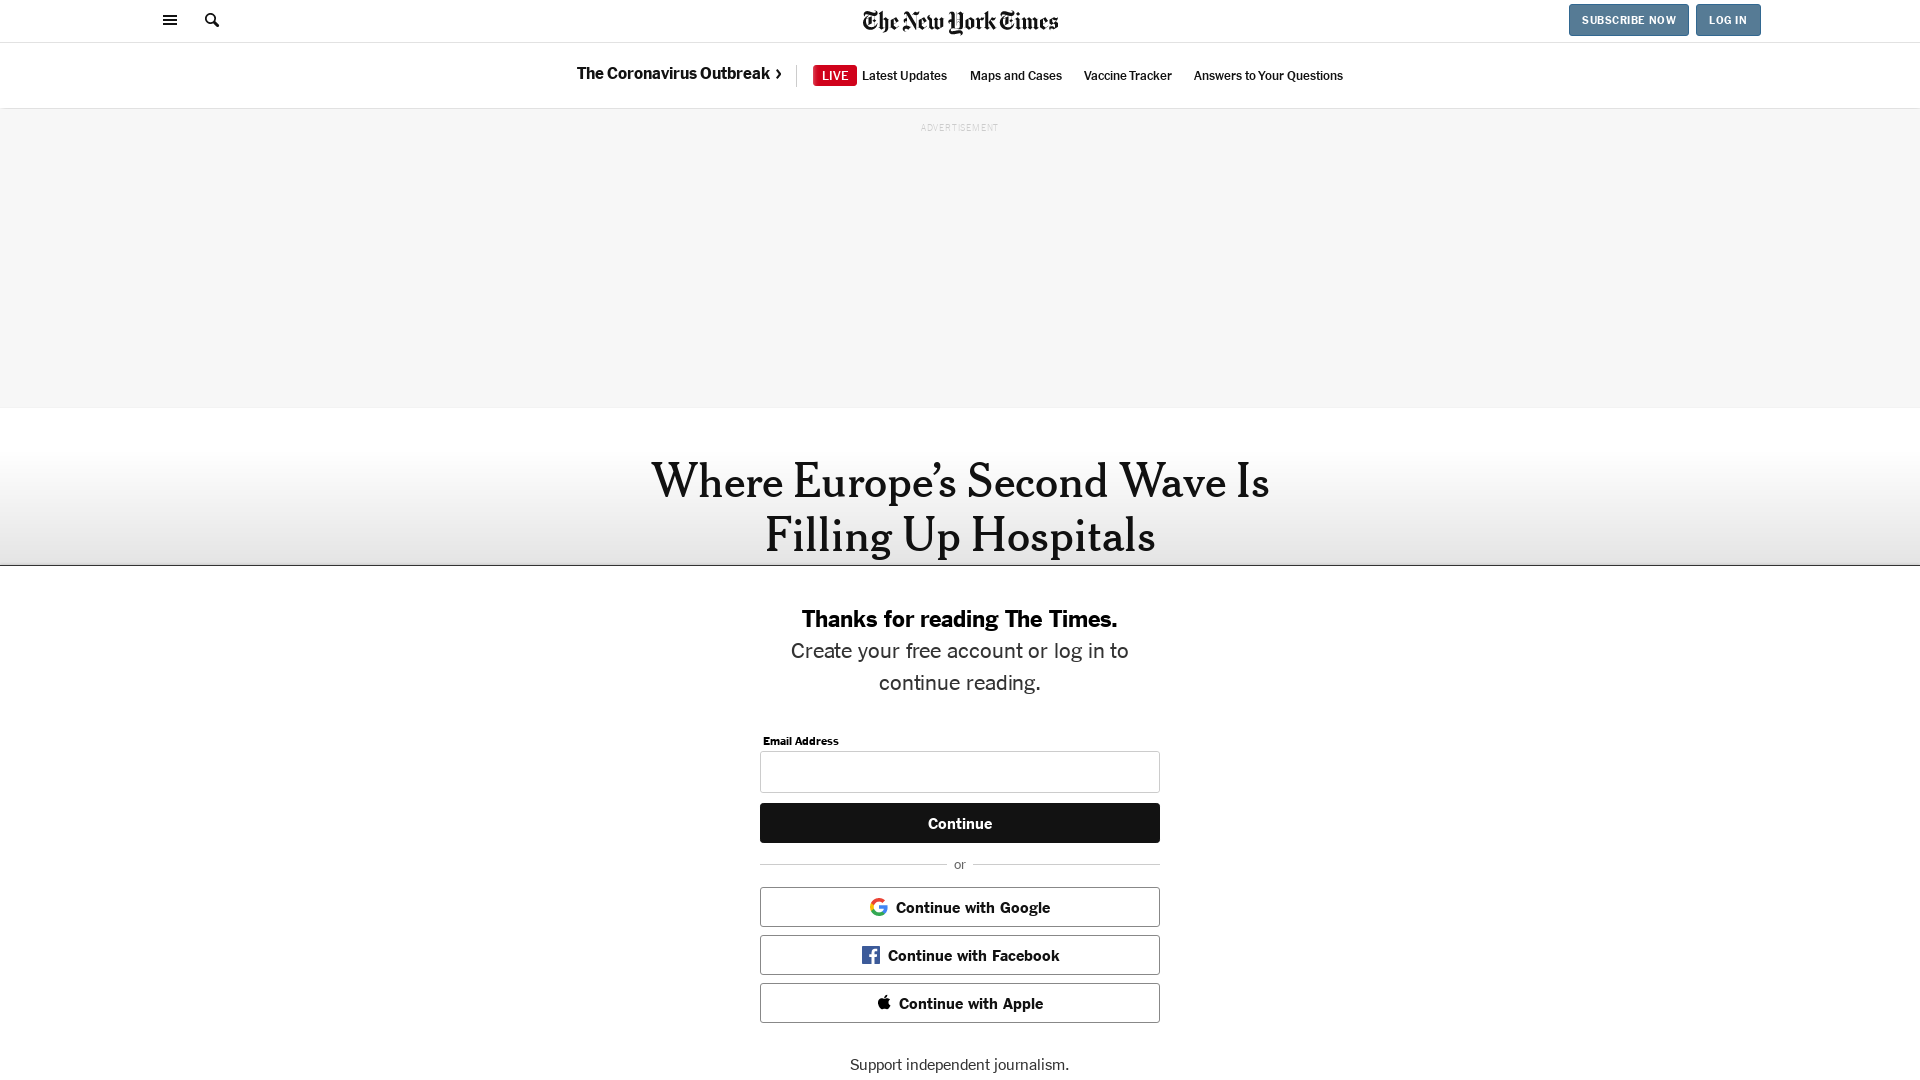 The New York Times
SUBSCRIBE NOW
LOG IN
The Coronavirus Outbreak ›
LIVE Latest Updates
Maps and Cases
Vaccine Tracker
Answers to Your Questions
ADVERTISEMENT
Where Europe’s Second Wave Is
Filling Up Hospitals
Thanks for reading The Times.
Create your free account or log in to
continue reading.
Email Address
Continue
or
Continue with Google
Continue with Facebook
Continue with Apple
Support independent journalism.